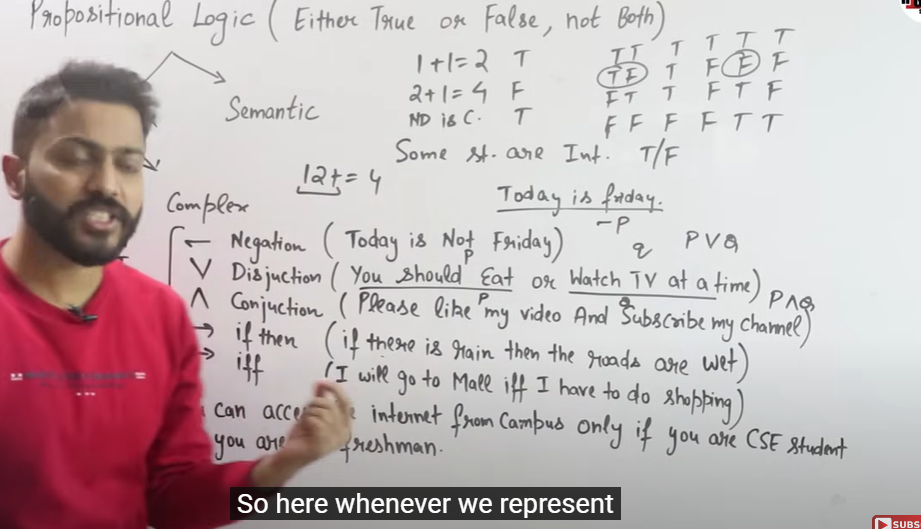 Propositional Logic ( Either True or False, not Both)
Semantic
1+1=2 T
2+1=4 F
ND is C. T
T T T T T T
T F T F F F
F T T F T F
F F F F T T
Some st. are Int. T/F
12+=4
Today is friday.
¬P
Complex
q P∨Q
¬ Negation ( Today is Not Friday)
P
∨ Disjuction ( You should Eat or Watch TV at a time)
P Q P∧Q
∧ Conjuction ( Please like my video And Subscribe my channel)
→ if then (if there is rain then the roads are wet)
iff (I will go to Mall iff I have to do shopping)
can internet from Campus only if you are CSE student
you are freshman.
So here whenever we represent
SUBS